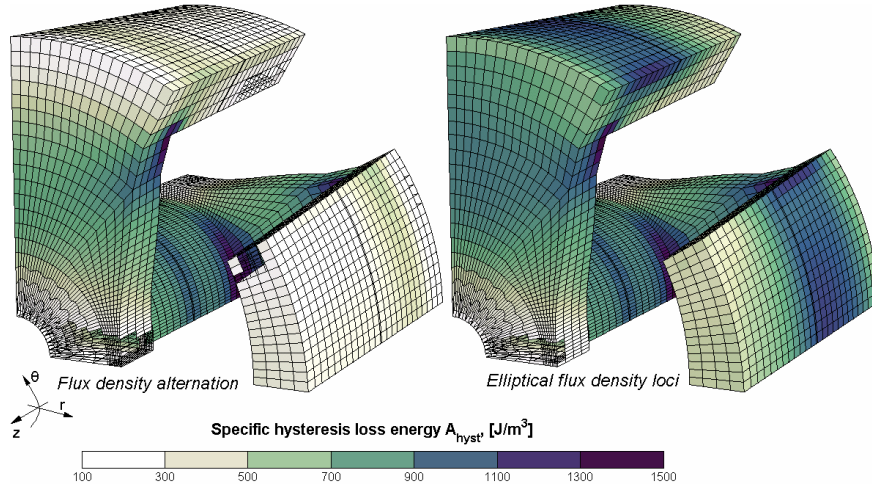 Flux density alternation
Elliptical flux density loci
θ
r
z
Specific hysteresis loss energy A_hyst, [J/m³]
100 300 500 700 900 1100 1300 1500